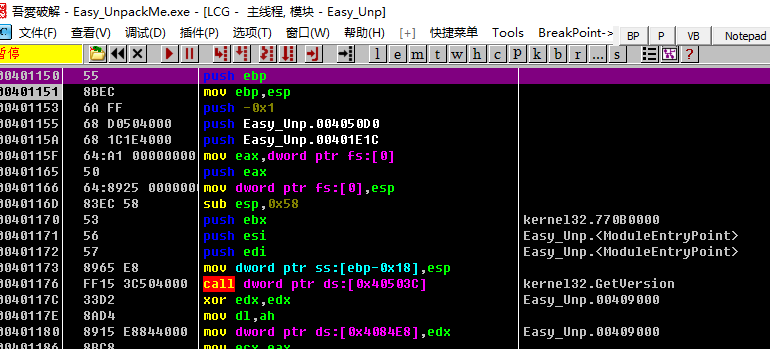 吾愛破解 - Easy_UnpackMe.exe - [LCG - 主线程, 模块 - Easy_Unp]
文件(F) 查看(V) 调试(D) 插件(P) 选项(T) 窗口(W) 帮助(H) [+] 快捷菜单 Tools BreakPoint-> BP P VB Notepad
暂停 l e m t w h c P k b r ... s ?
00401150 55 push ebp
00401151 8BEC mov ebp,esp
00401153 6A FF push -0x1
00401155 68 D0504000 push Easy_Unp.004050D0
0040115A 68 1C1E4000 push Easy_Unp.00401E1C
0040115F 64:A1 00000000 mov eax,dword ptr fs:[0]
00401165 50 push eax
00401166 64:8925 0000000 mov dword ptr fs:[0],esp
0040116D 83EC 58 sub esp,0x58
00401170 53 push ebx kernel32.770B0000
00401171 56 push esi Easy_Unp.<ModuleEntryPoint>
00401172 57 push edi Easy_Unp.<ModuleEntryPoint>
00401173 8965 E8 mov dword ptr ss:[ebp-0x18],esp
00401176 FF15 3C504000 call dword ptr ds:[0x40503C] kernel32.GetVersion
0040117C 33D2 xor edx,edx Easy_Unp.00409000
0040117E 8AD4 mov dl,ah
00401180 8915 E8844000 mov dword ptr ds:[0x4084E8],edx Easy_Unp.00409000
00401186 8BC8 mov ecx,eax